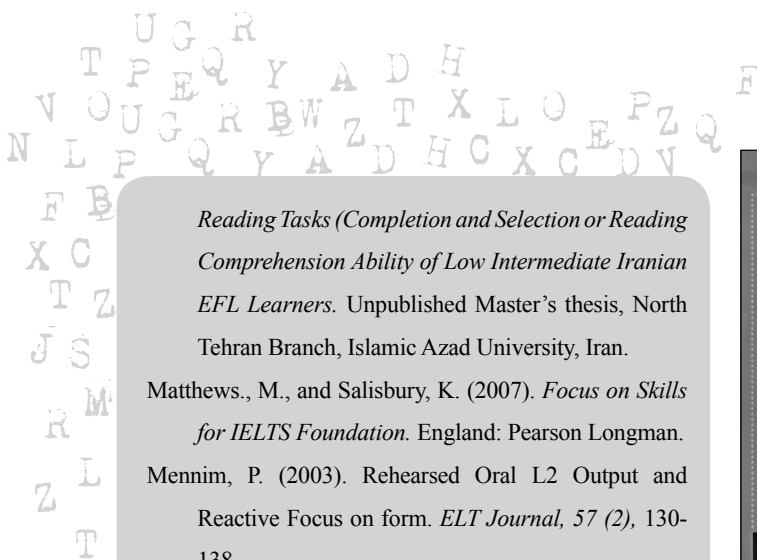 U G R
T P E Q Y A D H F
V O U G R B W Z T X L O E P Z Q
N L P Q Y A D H C X C E D V
F B
X C
T Z
J S
R M
Z L
T
Reading Tasks (Completion and Selection or Reading
Comprehension Ability of Low Intermediate Iranian
EFL Learners. Unpublished Master’s thesis, North
Tehran Branch, Islamic Azad University, Iran.
Matthews., M., and Salisbury, K. (2007). Focus on Skills
for IELTS Foundation. England: Pearson Longman.
Mennim, P. (2003). Rehearsed Oral L2 Output and
Reactive Focus on form. ELT Journal, 57 (2), 130-
138.